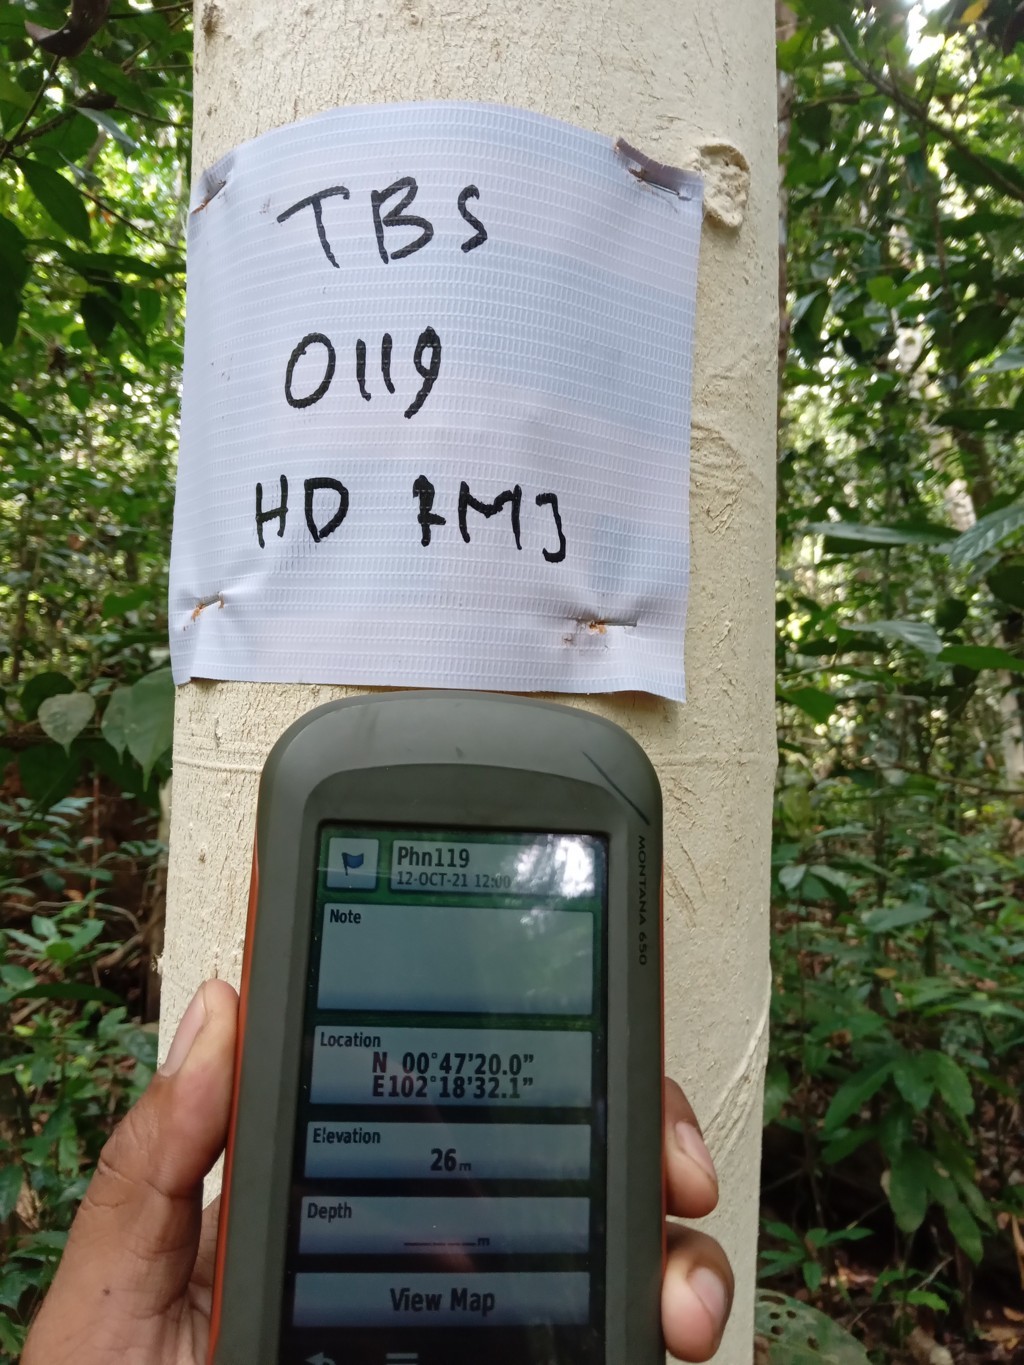 TBS
0119
HD RMJ
MONTANA 650
Phn119
12-OCT-21 12:00
Note
Location
N 00°47'20.0"
E102°18'32.1"
Elevation
26m
Depth
_____m
View Map